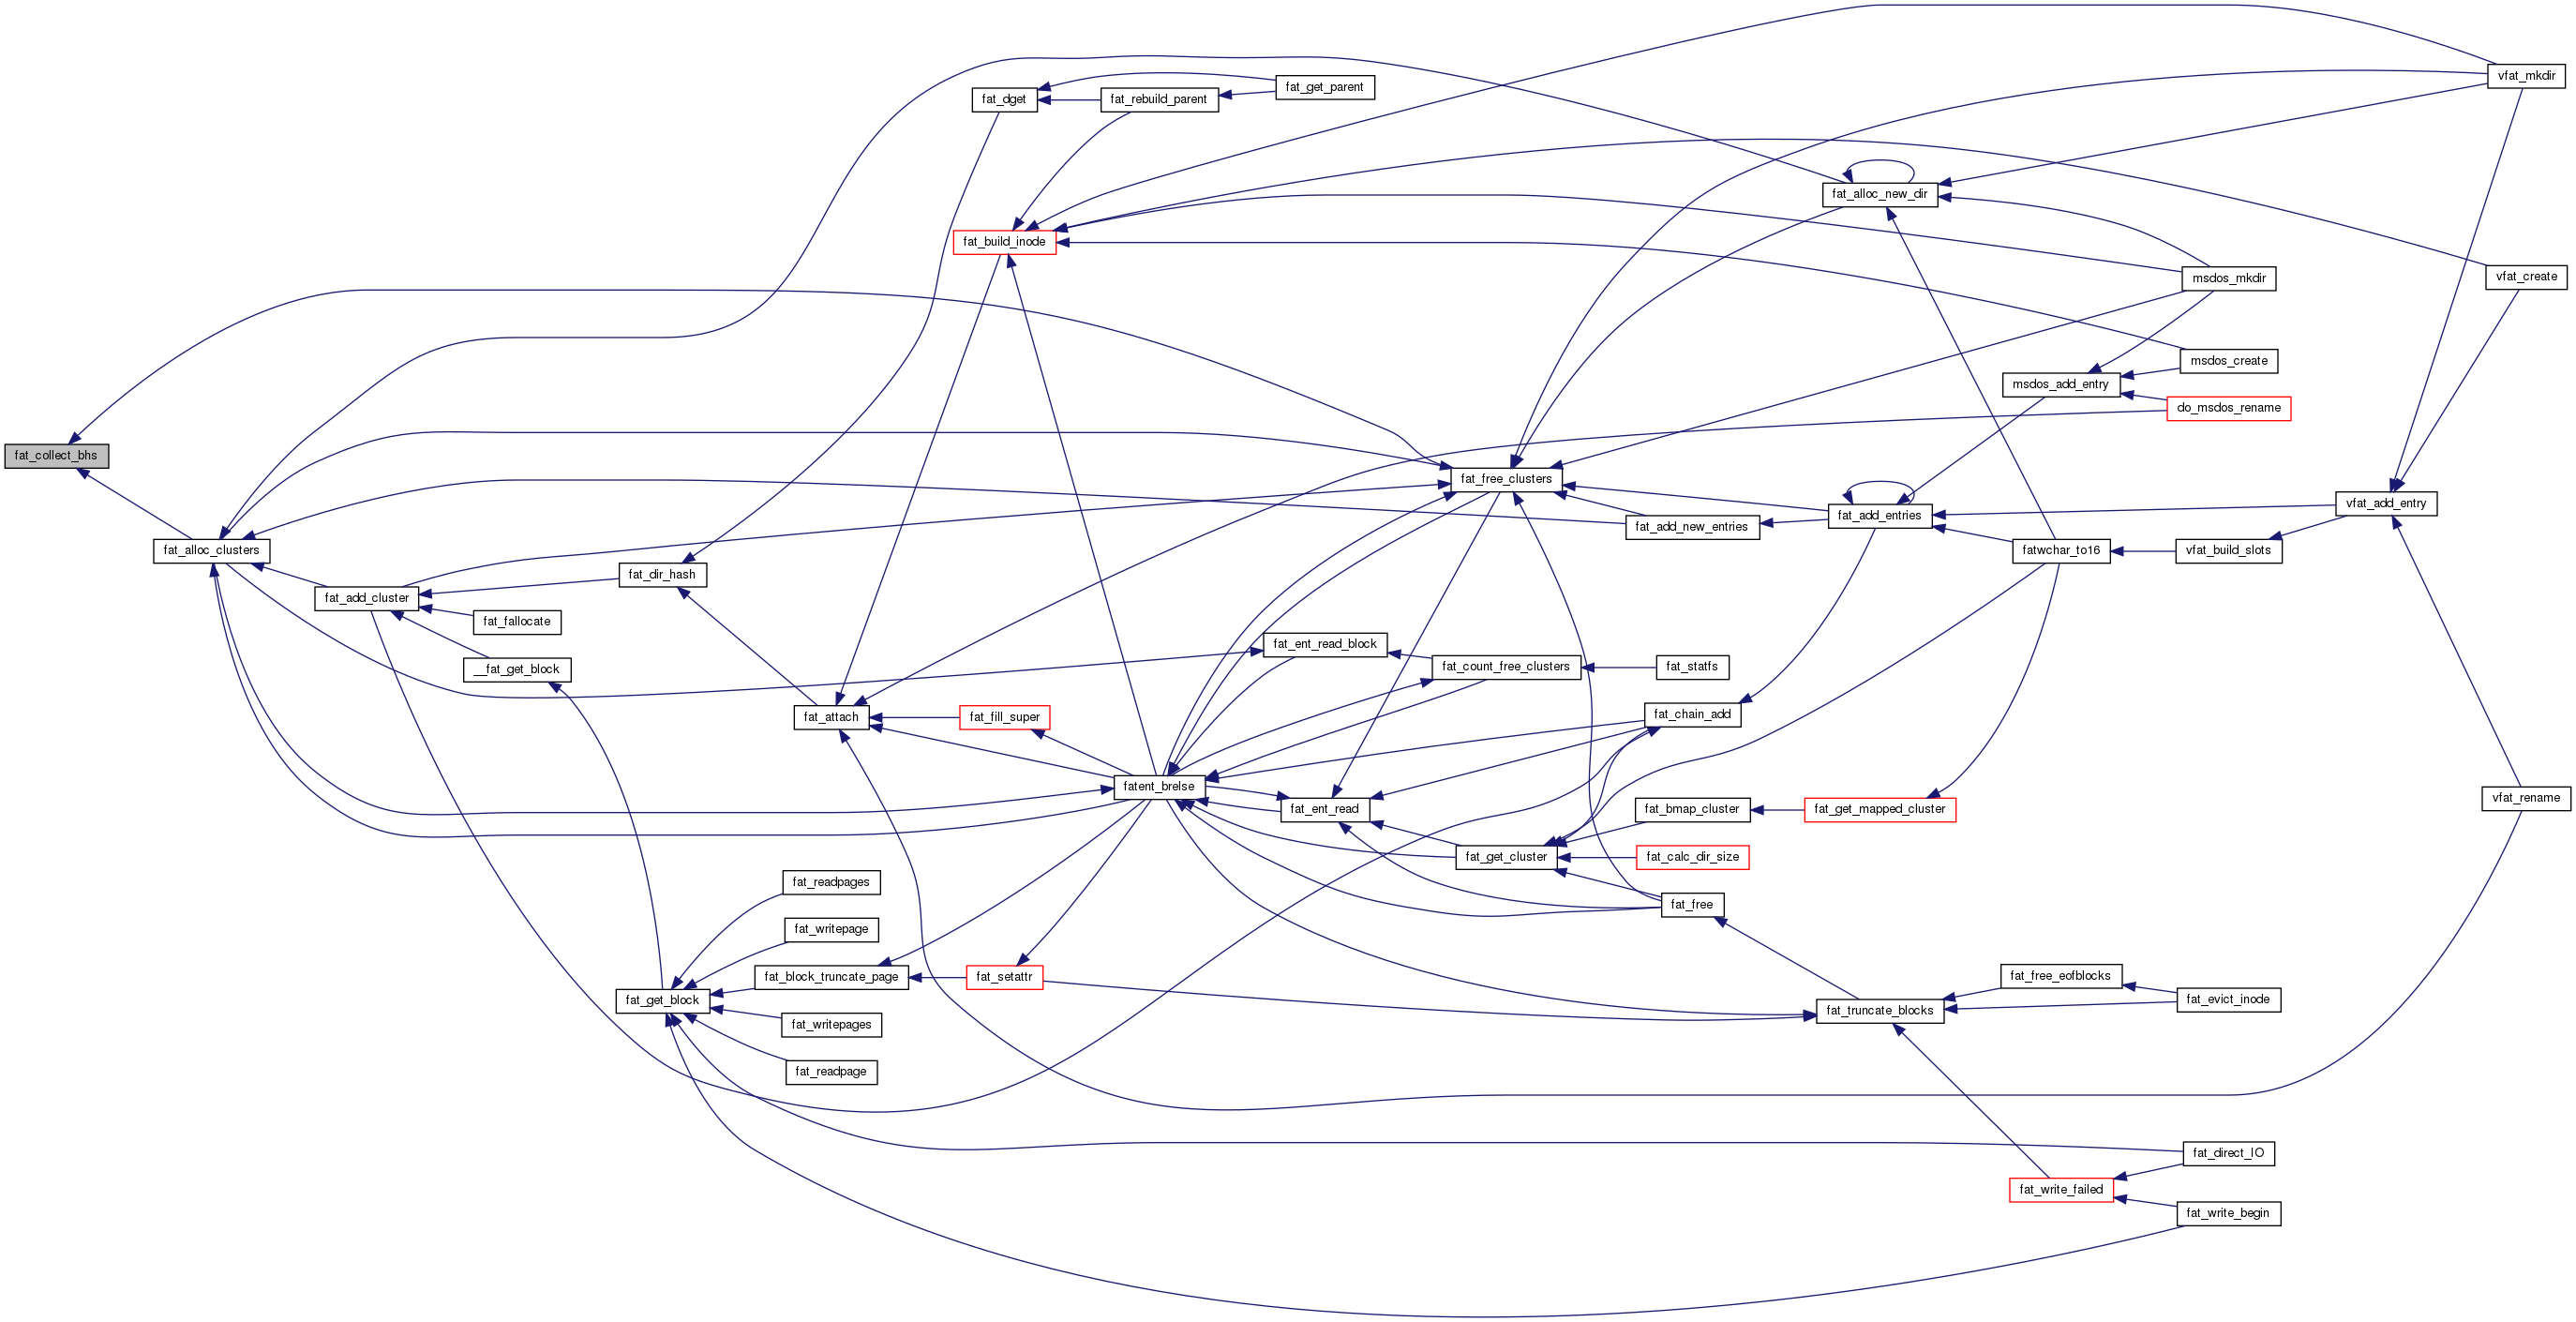 fat_collect_bhs
fat_alloc_clusters
fat_add_cluster
fat_dir_hash
fat_fallocate
__fat_get_block
fat_get_block
fat_readpages
fat_writepage
fat_block_truncate_page
fat_writepages
fat_readpage
fat_attach
fat_dget
fat_rebuild_parent
fat_get_parent
fat_build_inode
fat_fill_super
fat_setattr
fatent_brelse
fat_ent_read_block
fat_count_free_clusters
fat_statfs
fat_ent_read
fat_free_clusters
fat_add_new_entries
fat_chain_add
fat_get_cluster
fat_bmap_cluster
fat_calc_dir_size
fat_free
fat_get_mapped_cluster
fat_alloc_new_dir
fat_add_entries
fat_truncate_blocks
fat_free_eofblocks
fat_evict_inode
fat_write_failed
fat_direct_IO
fat_write_begin
msdos_add_entry
fatwchar_to16
msdos_mkdir
msdos_create
do_msdos_rename
vfat_build_slots
vfat_add_entry
vfat_mkdir
vfat_create
vfat_rename